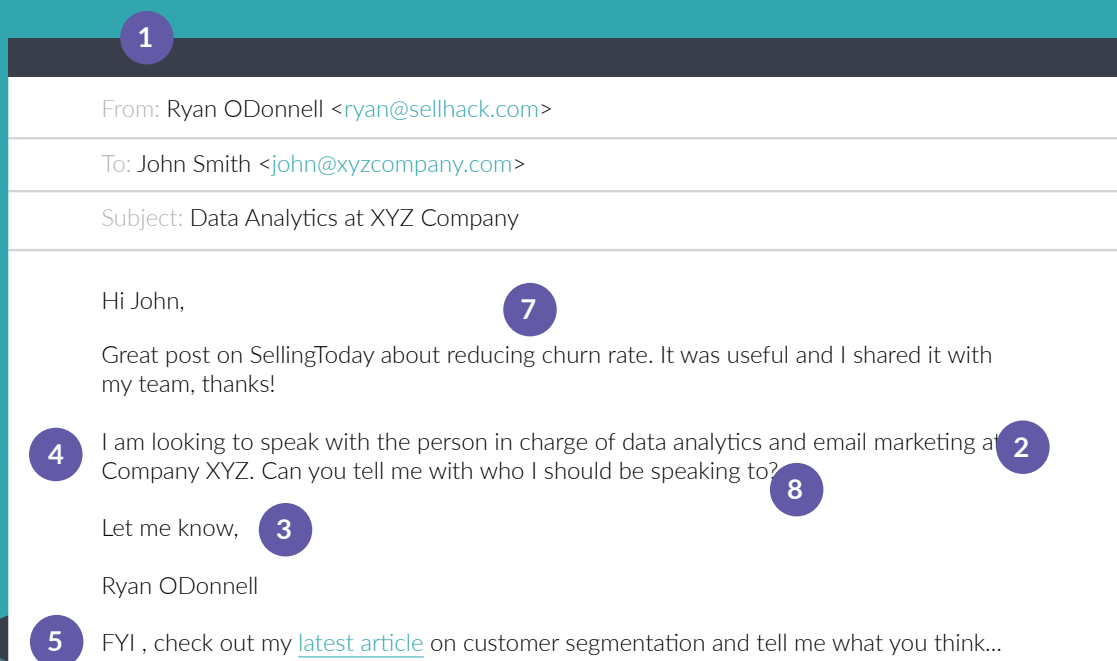 1
From: Ryan ODonnell <ryan@sellhack.com>
To: John Smith <john@xyzcompany.com>
Subject: Data Analytics at XYZ Company
Hi John,
7
Great post on SellingToday about reducing churn rate. It was useful and I shared it with
my team, thanks!
4 I am looking to speak with the person in charge of data analytics and email marketing at 2
Company XYZ. Can you tell me with who I should be speaking to? 8
Let me know, 3
Ryan ODonnell
5 FYI , check out my latest article on customer segmentation and tell me what you think...